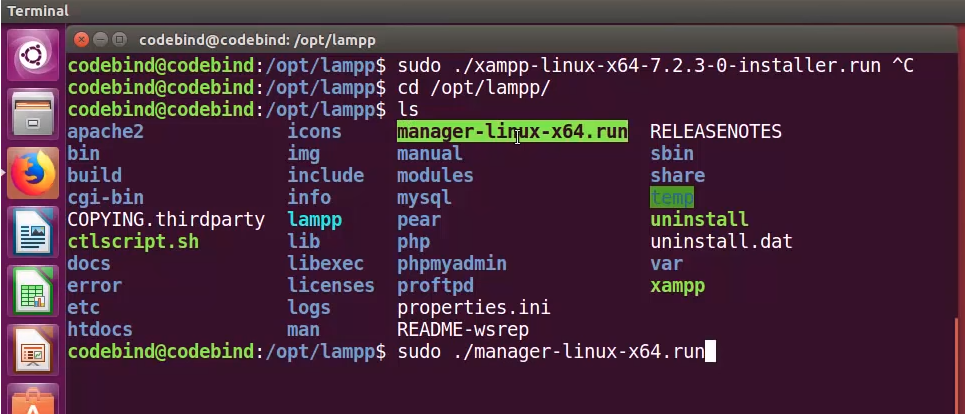 Terminal
codebind@codebind: /opt/lampp
codebind@codebind:/opt/lampp$ sudo ./xampp-linux-x64-7.2.3-0-installer.run ^C
codebind@codebind:/opt/lampp$ cd /opt/lampp/
codebind@codebind:/opt/lampp$ ls
apache2 icons manager-linux-x64.run RELEASENOTES
bin img manual sbin
build include modules share
cgi-bin info mysql temp
COPYING.thirdparty lampp pear uninstall
ctlscript.sh lib php uninstall.dat
docs libexec phpmyadmin var
error licenses proftpd xampp
etc logs properties.ini
htdocs man README-wsrep
codebind@codebind:/opt/lampp$ sudo ./manager-linux-x64.run